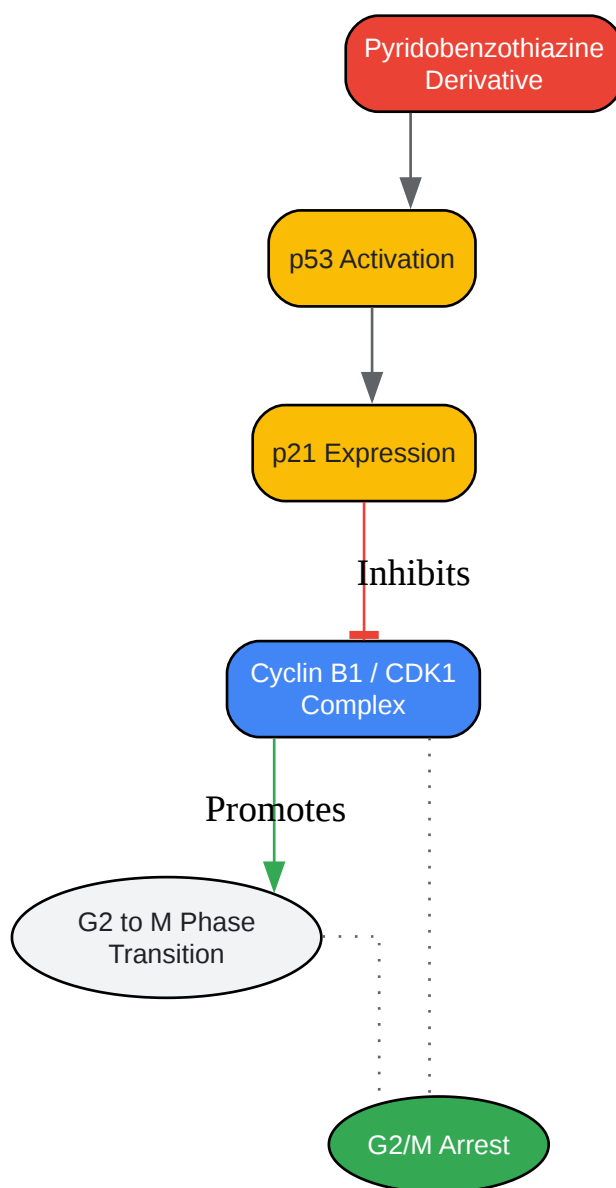 Pyridobenzothiazine
Derivative
p53 Activation
p21 Expression
Inhibits
Cyclin B1 / CDK1
Complex
Promotes
G2 to M Phase
Transition
G2/M Arrest